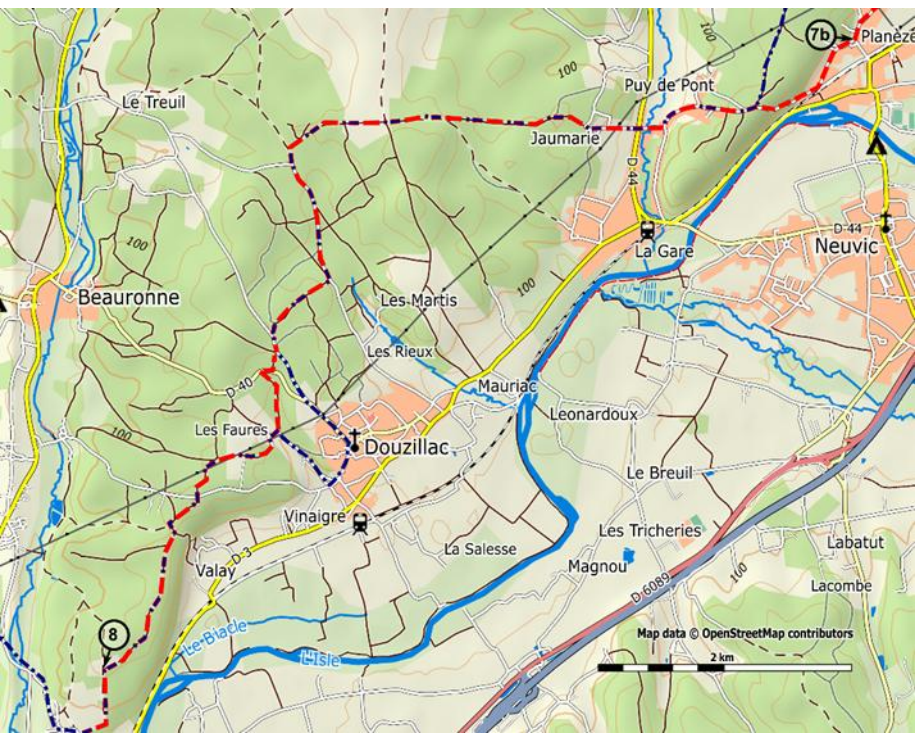 7b
Planèze
100
Puy de Pont
100
Le Treuil
Jaumarie
D-44
D-44
Neuvic
La Gare
100
Beauronne
100
Les Martis
Les Rieux
Mauriac
D-40
Leonardoux
100
Les Faures
Douzillac
Le Breuil
Vinaigre
Les Tricheries
La Salesse
Labatut
D-3
Valay
Magnou
100
Lacombe
D-6089
8
Map data © OpenStreetMap contributors
Le Biacle
L'Isle
2 km